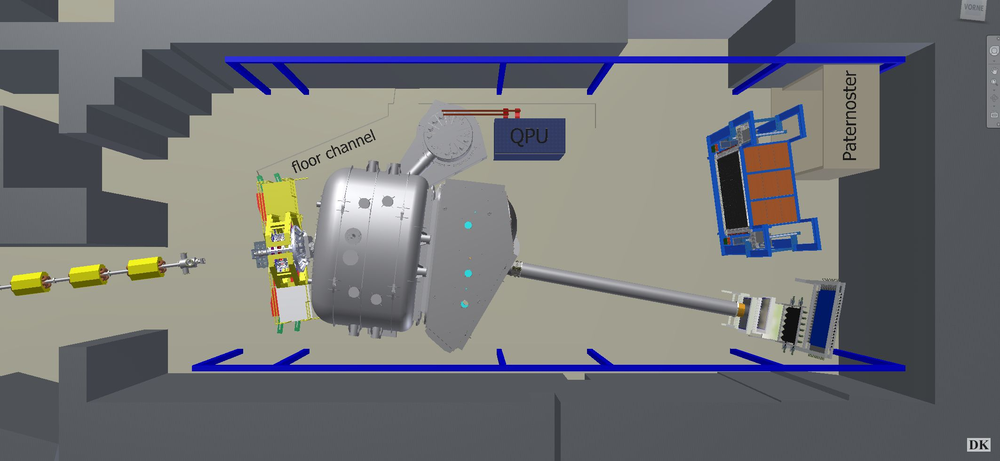 VORNE
floor channel
QPU
Paternoster
DK